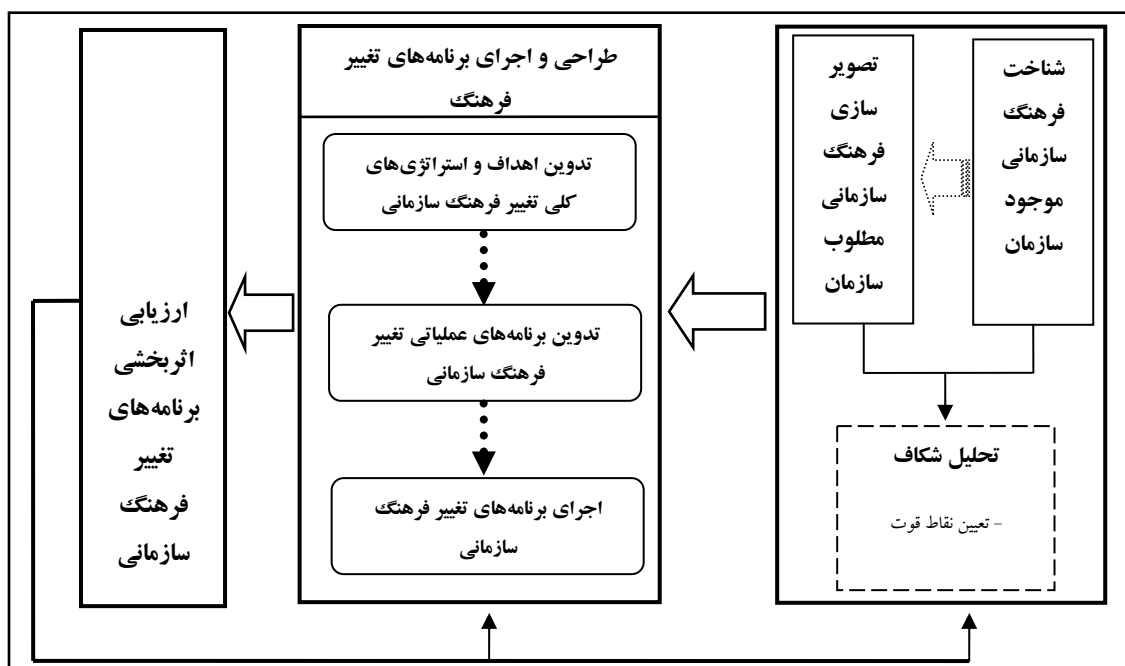 شناخت
فرهنگ
سازمانی
موجود
سازمان
تصویر
سازی
فرهنگ
سازمانی
مطلوب
سازمان
تحلیل شکاف
- تعیین نقاط قوت
طراحی و اجرای برنامه‌های تغییر
فرهنگ
تدوین اهداف و استراتژی‌های
کلی تغییر فرهنگ سازمانی
تدوین برنامه‌های عملیاتی تغییر
فرهنگ سازمانی
اجرای برنامه‌های تغییر فرهنگ
سازمانی
ارزیابی
اثربخشی
برنامه‌های
تغییر
فرهنگ
سازمانی